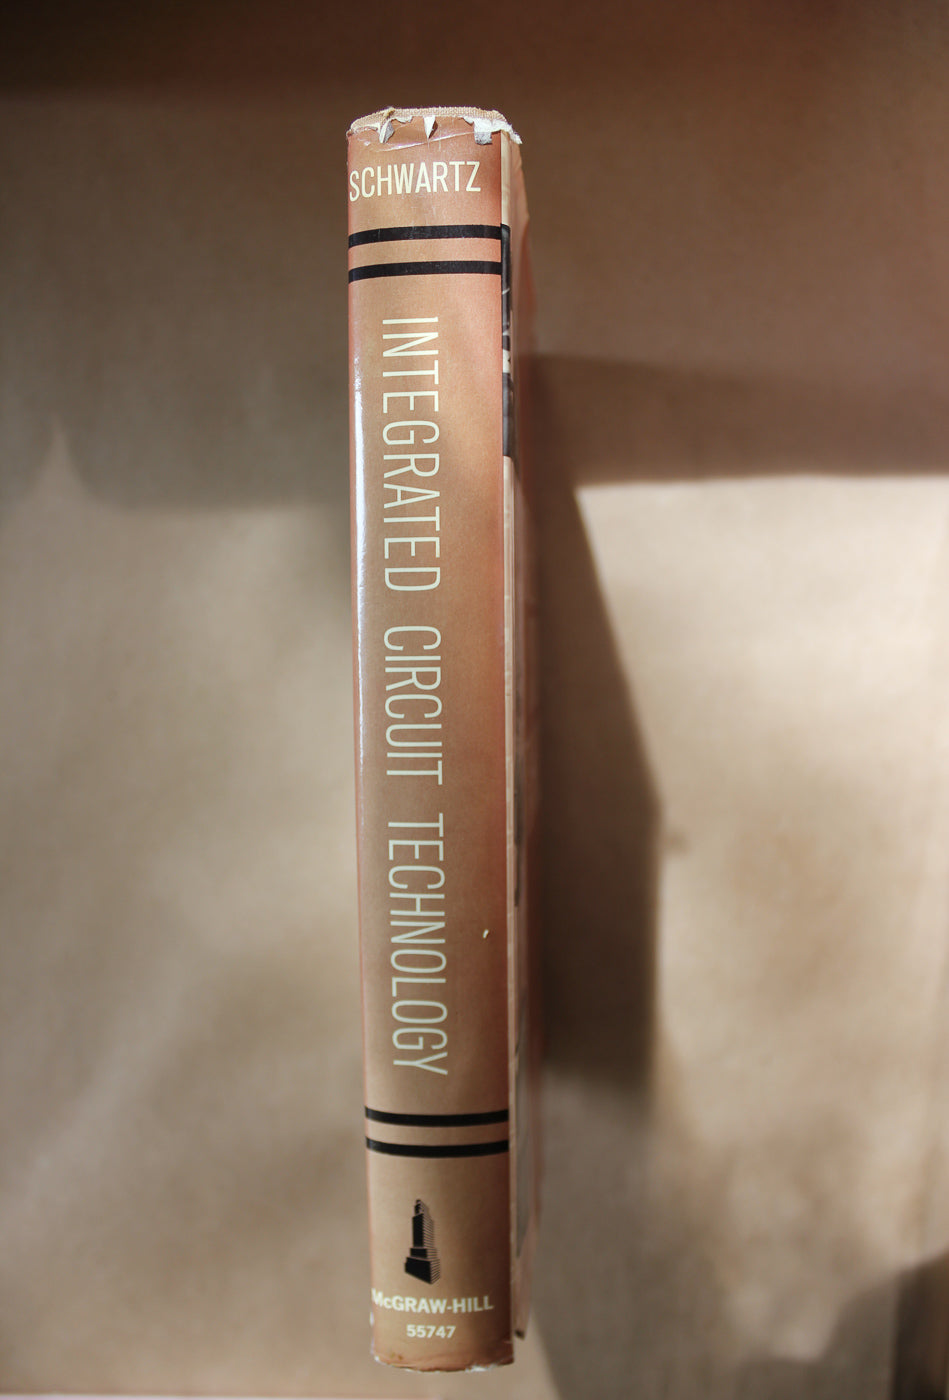 SCHWARTZ
INTEGRATED CIRCUIT TECHNOLOGY
McGRAW-HILL
55747